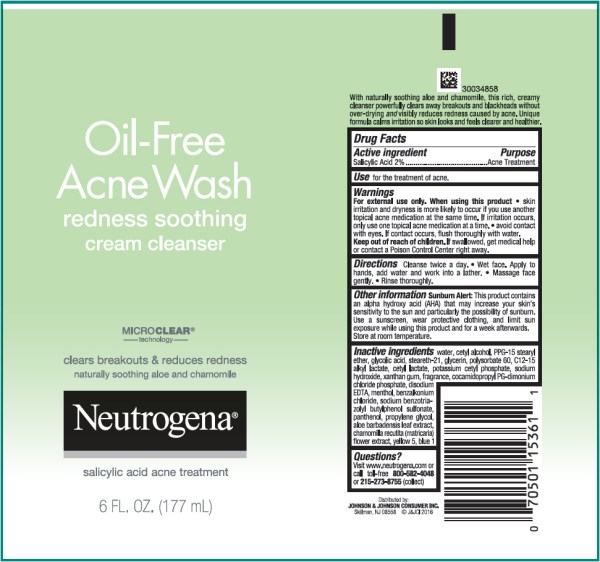 Oil-Free
Acne Wash
redness soothing
cream cleanser
MICROCLEAR®
technology
clears breakouts & reduces redness
naturally soothing aloe and chamomile
Neutrogena®
salicylic acid acne treatment
6 FL. OZ. (177 mL)
30034858
With naturally soothing aloe and chamomile, this rich, creamy
cleanser powerfully clears away breakouts and blackheads without
over-drying and visibly reduces redness caused by acne. Unique
formula calms irritation so skin looks and feels clearer and healthier.
Drug Facts
Active ingredient Purpose
Salicylic Acid 2%.................................Acne Treatment
Use for the treatment of acne.
Warnings
For external use only. When using this product • skin
irritation and dryness is more likely to occur if you use another
topical acne medication at the same time. If irritation occurs,
only use one topical acne medication at a time. • avoid contact
with eyes. If contact occurs, flush thoroughly with water.
Keep out of reach of children. If swallowed, get medical help
or contact a Poison Control Center right away.
Directions Cleanse twice a day. • Wet face. Apply to
hands, add water and work into a lather. • Massage face
gently. • Rinse thoroughly.
Other information Sunburn Alert: This product contains
an alpha hydroxy acid (AHA) that may increase your skin's
sensitivity to the sun and particularly the possibility of sunburn.
Use a sunscreen, wear protective clothing, and limit sun
exposure while using this product and for a week afterwards.
Store at room temperature.
Inactive ingredients water, cetyl alcohol, PPG-15 stearyl
ether, glycolic acid, steareth-21, glycerin, polysorbate 60, C12-15
alkyl lactate, cetyl lactate, potassium cetyl phosphate, sodium
hydroxide, xanthan gum, fragrance, cocamidopropyl PG-dimonium
chloride phosphate, disodium
EDTA, menthol, benzalkonium
chloride, sodium benzotria-
zolyl butylphenol sulfonate,
panthenol, propylene glycol,
aloe barbadensis leaf extract,
chamomilla recutita (matricaria)
flower extract, yellow 5, blue 1
Questions?
Visit www.neutrogena.com or
call toll-free 800-582-4048
or 215-273-8755 (collect)
Distributed by:
JOHNSON & JOHNSON CONSUMER INC.
Skillman, NJ 08558 © J&JCI 2016
0 70501 15361 1